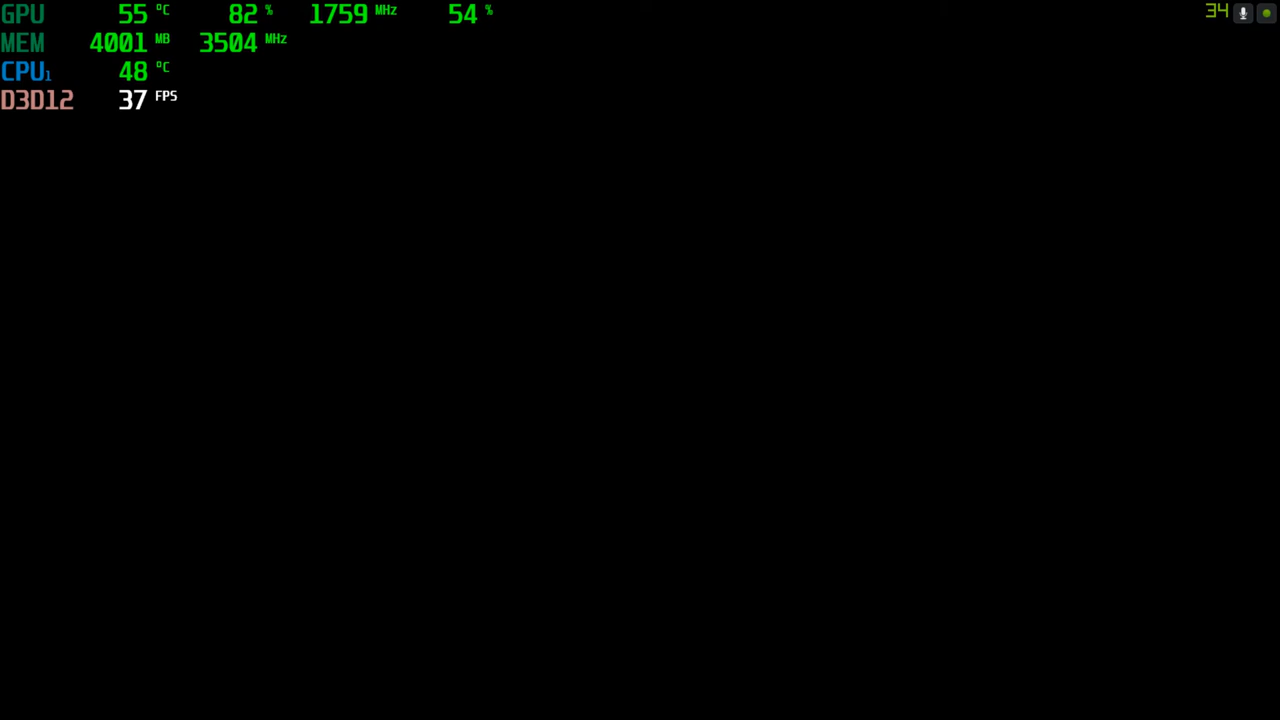 GPU 55 °C 82 % 1759 MHz 54 % 34
MEM 4001 MB 3504 MHz
CPU1 48 °C
D3D12 37 FPS